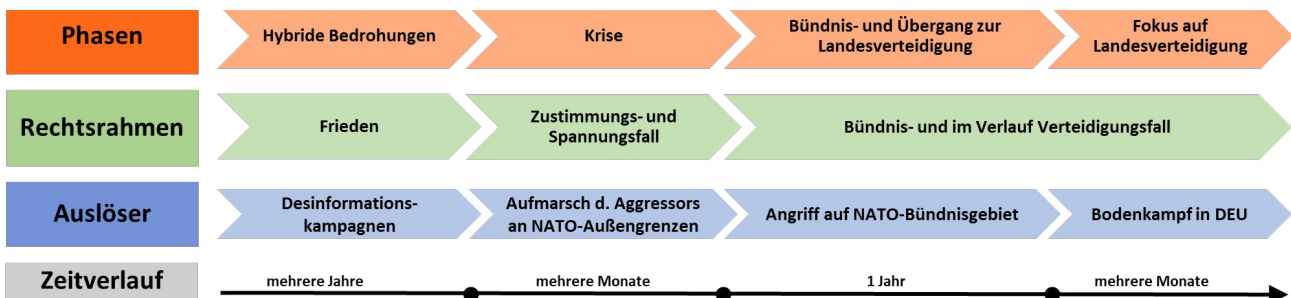 Phasen
Hybride Bedrohungen
Krise
Bündnis- und Übergang zur
Landesverteidigung
Fokus auf
Landesverteidigung
Rechtsrahmen
Frieden
Zustimmungs- und
Spannungsfall
Bündnis- und im Verlauf Verteidigungsfall
Auslöser
Desinformations-
kampagnen
Aufmarsch d. Aggressors
an NATO-Außengrenzen
Angriff auf NATO-Bündnisgebiet
Bodenkampf in DEU
Zeitverlauf
mehrere Jahre
mehrere Monate
1 Jahr
mehrere Monate